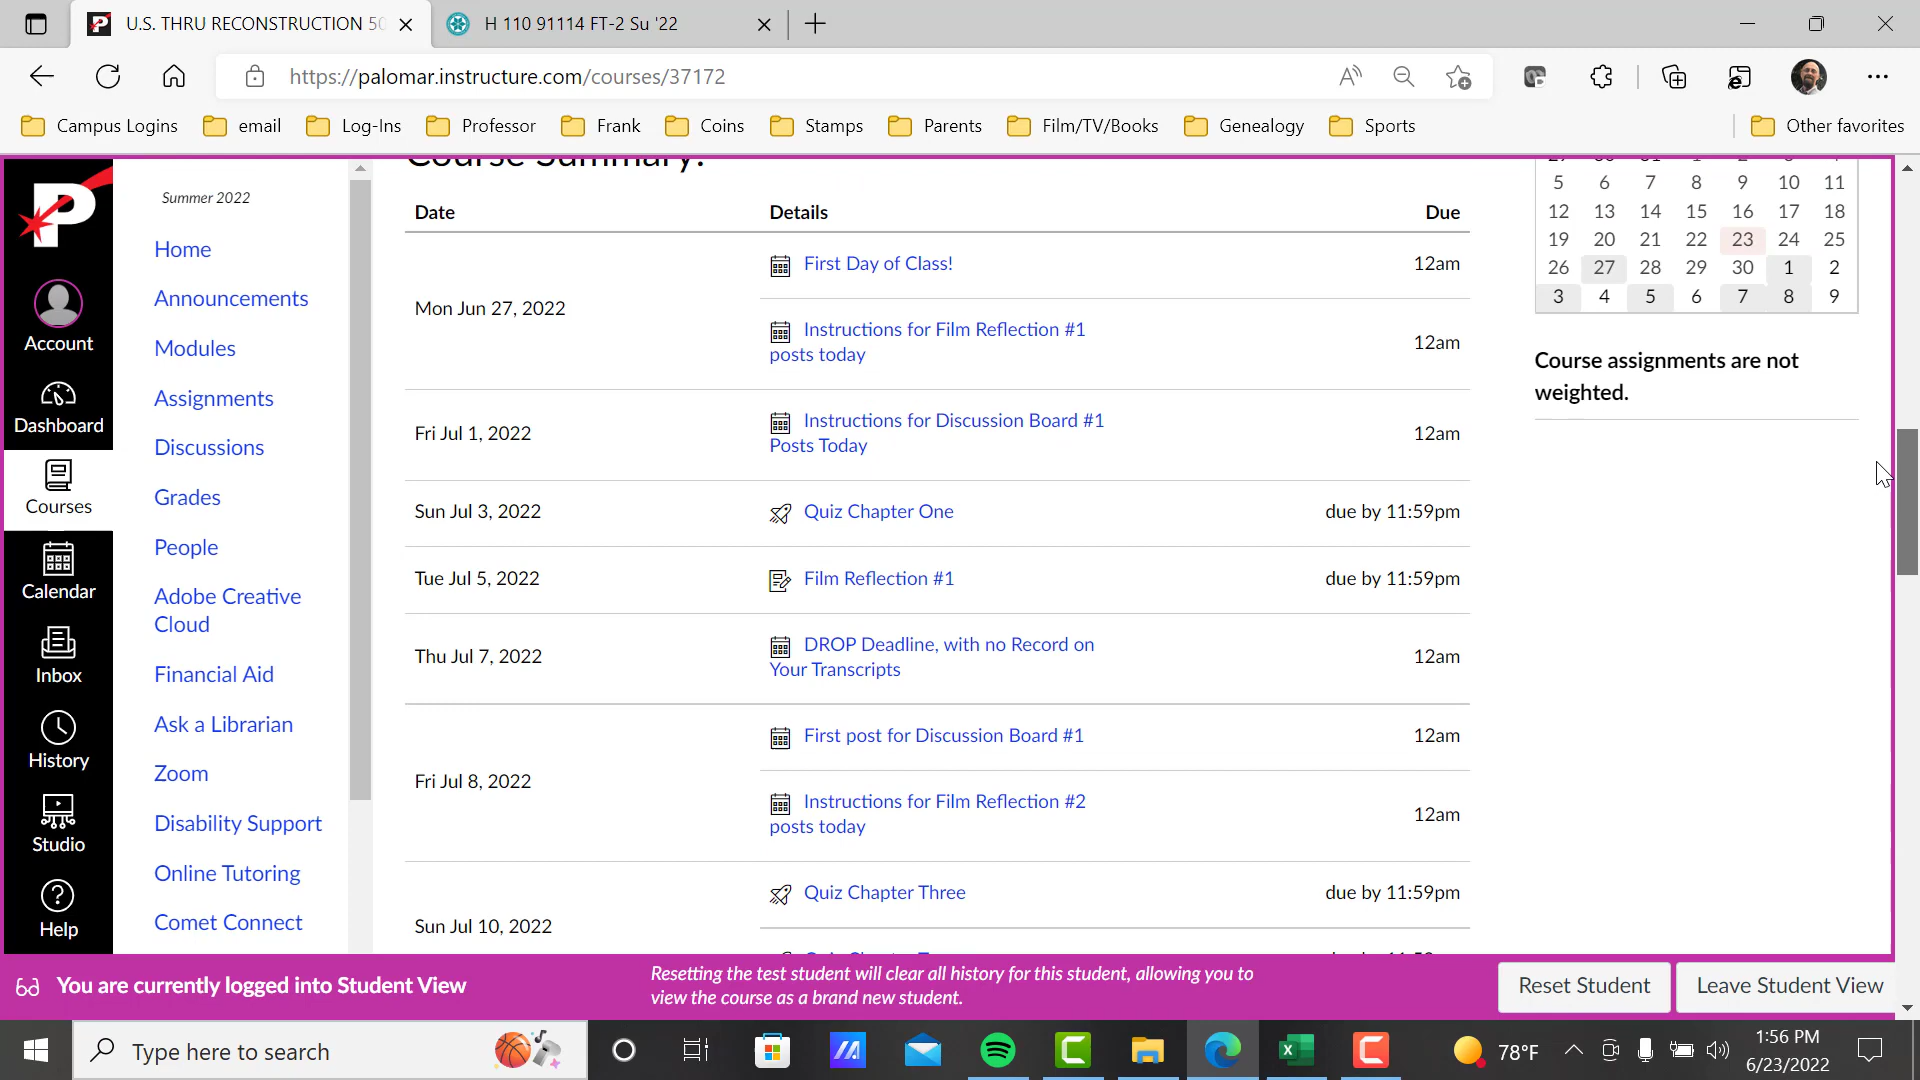 U.S. THRU RECONSTRUCTION 50
H 110 91114 FT-2 Su '22
https://palomar.instructure.com/courses/37172
Campus Logins
email
Log-Ins
Professor
Frank
Coins
Stamps
Parents
Film/TV/Books
Genealogy
Sports
Other favorites
P
Account
Dashboard
Courses
Calendar
Inbox
History
Studio
Help
Summer 2022
Home
Announcements
Modules
Assignments
Discussions
Grades
People
Adobe Creative
Cloud
Financial Aid
Ask a Librarian
Zoom
Disability Support
Online Tutoring
Comet Connect
Course Summary:
Date Details Due
Mon Jun 27, 2022
First Day of Class! 12am
Instructions for Film Reflection #1
posts today
12am
Fri Jul 1, 2022
Instructions for Discussion Board #1
Posts Today
12am
Sun Jul 3, 2022 Quiz Chapter One due by 11:59pm
Tue Jul 5, 2022 Film Reflection #1 due by 11:59pm
Thu Jul 7, 2022
DROP Deadline, with no Record on
Your Transcripts
12am
Fri Jul 8, 2022
First post for Discussion Board #1 12am
Instructions for Film Reflection #2
posts today
12am
Sun Jul 10, 2022
Quiz Chapter Three due by 11:59pm
29 30 31 1 2 3 4
5 6 7 8 9 10 11
12 13 14 15 16 17 18
19 20 21 22 23 24 25
26 27 28 29 30 1 2
3 4 5 6 7 8 9
Course assignments are not
weighted.
You are currently logged into Student View
Resetting the test student will clear all history for this student, allowing you to
view the course as a brand new student.
Reset Student
Leave Student View
Type here to search
78°F
1:56 PM
6/23/2022